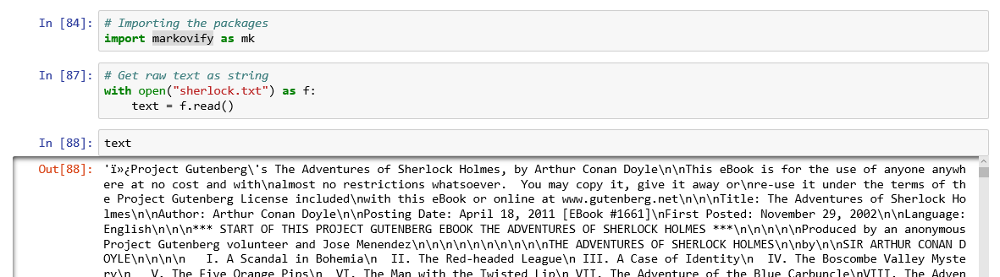 In [84]: # Importing the packages
import markovify as mk
In [87]: # Get raw text as string
with open("sherlock.txt") as f:
    text = f.read()
In [88]: text
Out[88]: 'ï»¿Project Gutenberg\'s The Adventures of Sherlock Holmes, by Arthur Conan Doyle\n\nThis eBook is for the use of anyone anywh
ere at no cost and with\nalmost no restrictions whatsoever.  You may copy it, give it away or\nre-use it under the terms of th
e Project Gutenberg License included\nwith this eBook or online at www.gutenberg.net\n\n\nTitle: The Adventures of Sherlock Ho
lmes\n\nAuthor: Arthur Conan Doyle\n\nPosting Date: April 18, 2011 [EBook #1661]\nFirst Posted: November 29, 2002\n\nLanguage:
English\n\n\n*** START OF THIS PROJECT GUTENBERG EBOOK THE ADVENTURES OF SHERLOCK HOLMES ***\n\n\n\n\nProduced by an anonymous
Project Gutenberg volunteer and Jose Menendez\n\n\n\n\n\n\n\n\n\nTHE ADVENTURES OF SHERLOCK HOLMES\n\nby\n\nSIR ARTHUR CONAN D
OYLE\n\n\n\n   I. A Scandal in Bohemia\n  II. The Red-headed League\n III. A Case of Identity\n  IV. The Boscombe Valley Myste
ry\n   V. The Five Orange Pips\n  VI. The Man with the Twisted Lip\n VII. The Adventure of the Blue Carbuncle\nVIII. The Adven